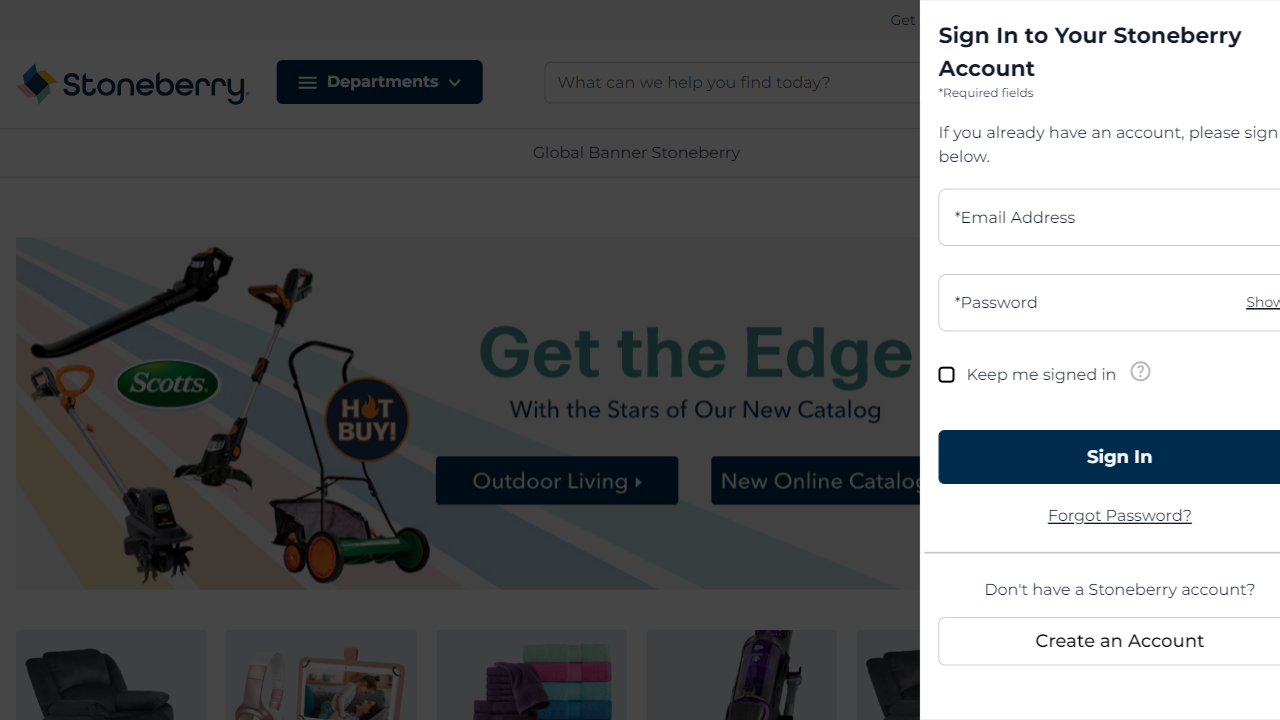 Get
Stoneberry
Departments
What can we help you find today?
Global Banner Stoneberry
Scotts
HOT
BUY!
Get the Edge
With the Stars of Our New Catalog
Outdoor Living
New Online Catalog
Sign In to Your Stoneberry
Account
*Required fields
If you already have an account, please sign
below.
*Email Address
*Password
Show
Keep me signed in
?
Sign In
Forgot Password?
Don't have a Stoneberry account?
Create an Account